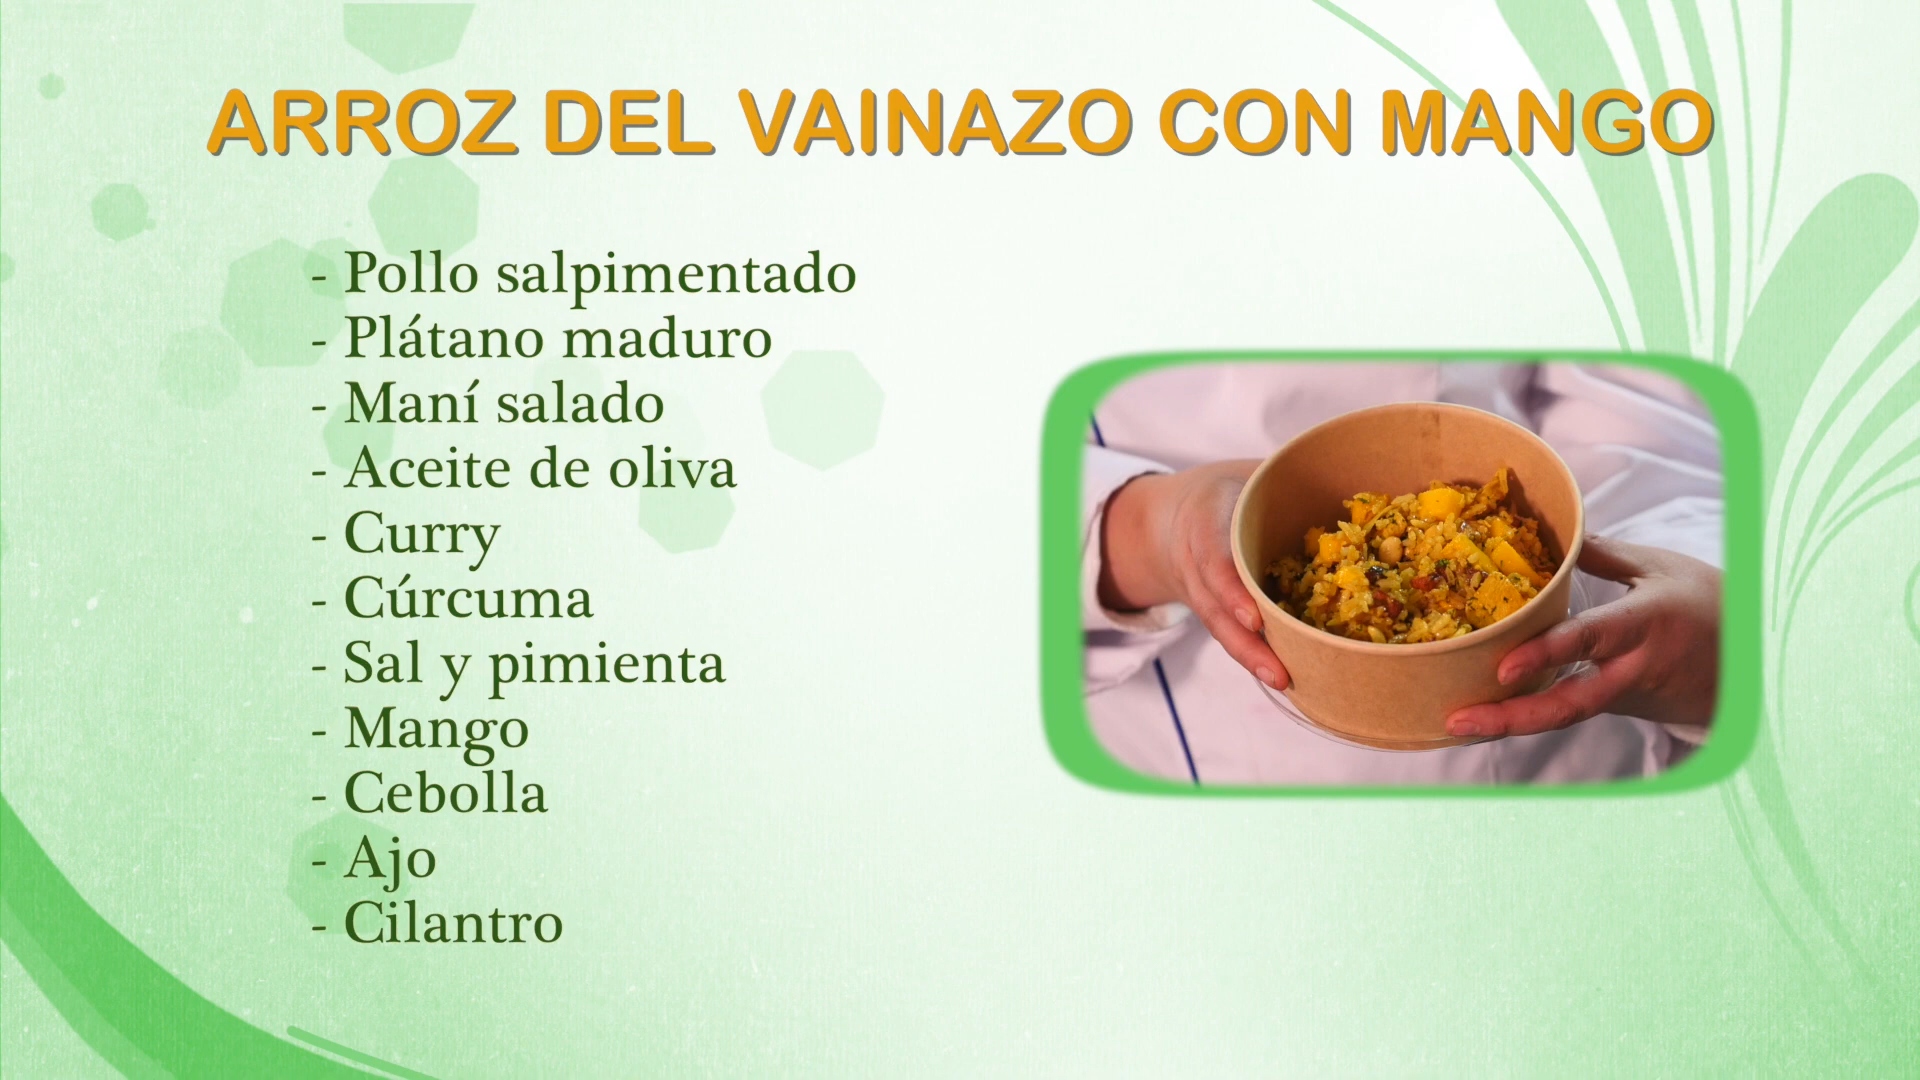 ARROZ DEL VAINAZO CON MANGO
- Pollo salpimentado
- Plátano maduro
- Maní salado
- Aceite de oliva
- Curry
- Cúrcuma
- Sal y pimienta
- Mango
- Cebolla
- Ajo
- Cilantro